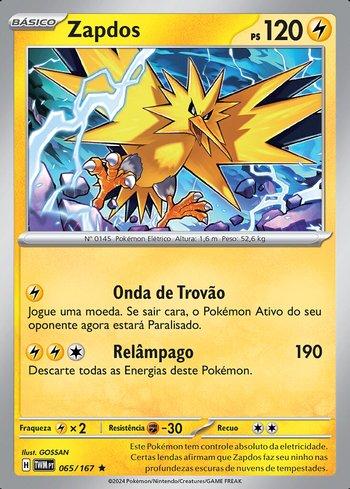 BÁSICO
Zapdos
PS 120
Nº 0145 Pokémon Elétrico Altura: 1,6 m Peso: 52,6 kg
Onda de Trovão
Jogue uma moeda. Se sair cara, o Pokémon Ativo do seu
oponente agora estará Paralisado.
Relâmpago 190
Descarte todas as Energias deste Pokémon.
Fraqueza × 2 Resistência -30 Recuo
Este Pokémon tem controle absoluto da eletricidade.
Certas lendas afirmam que Zapdos faz seu ninho nas
profundezas escuras de nuvens de tempestades.
Ilust. GOSSAN
H TWM PT 065/167 ★
©2024 Pokémon/Nintendo/Creatures/GAME FREAK